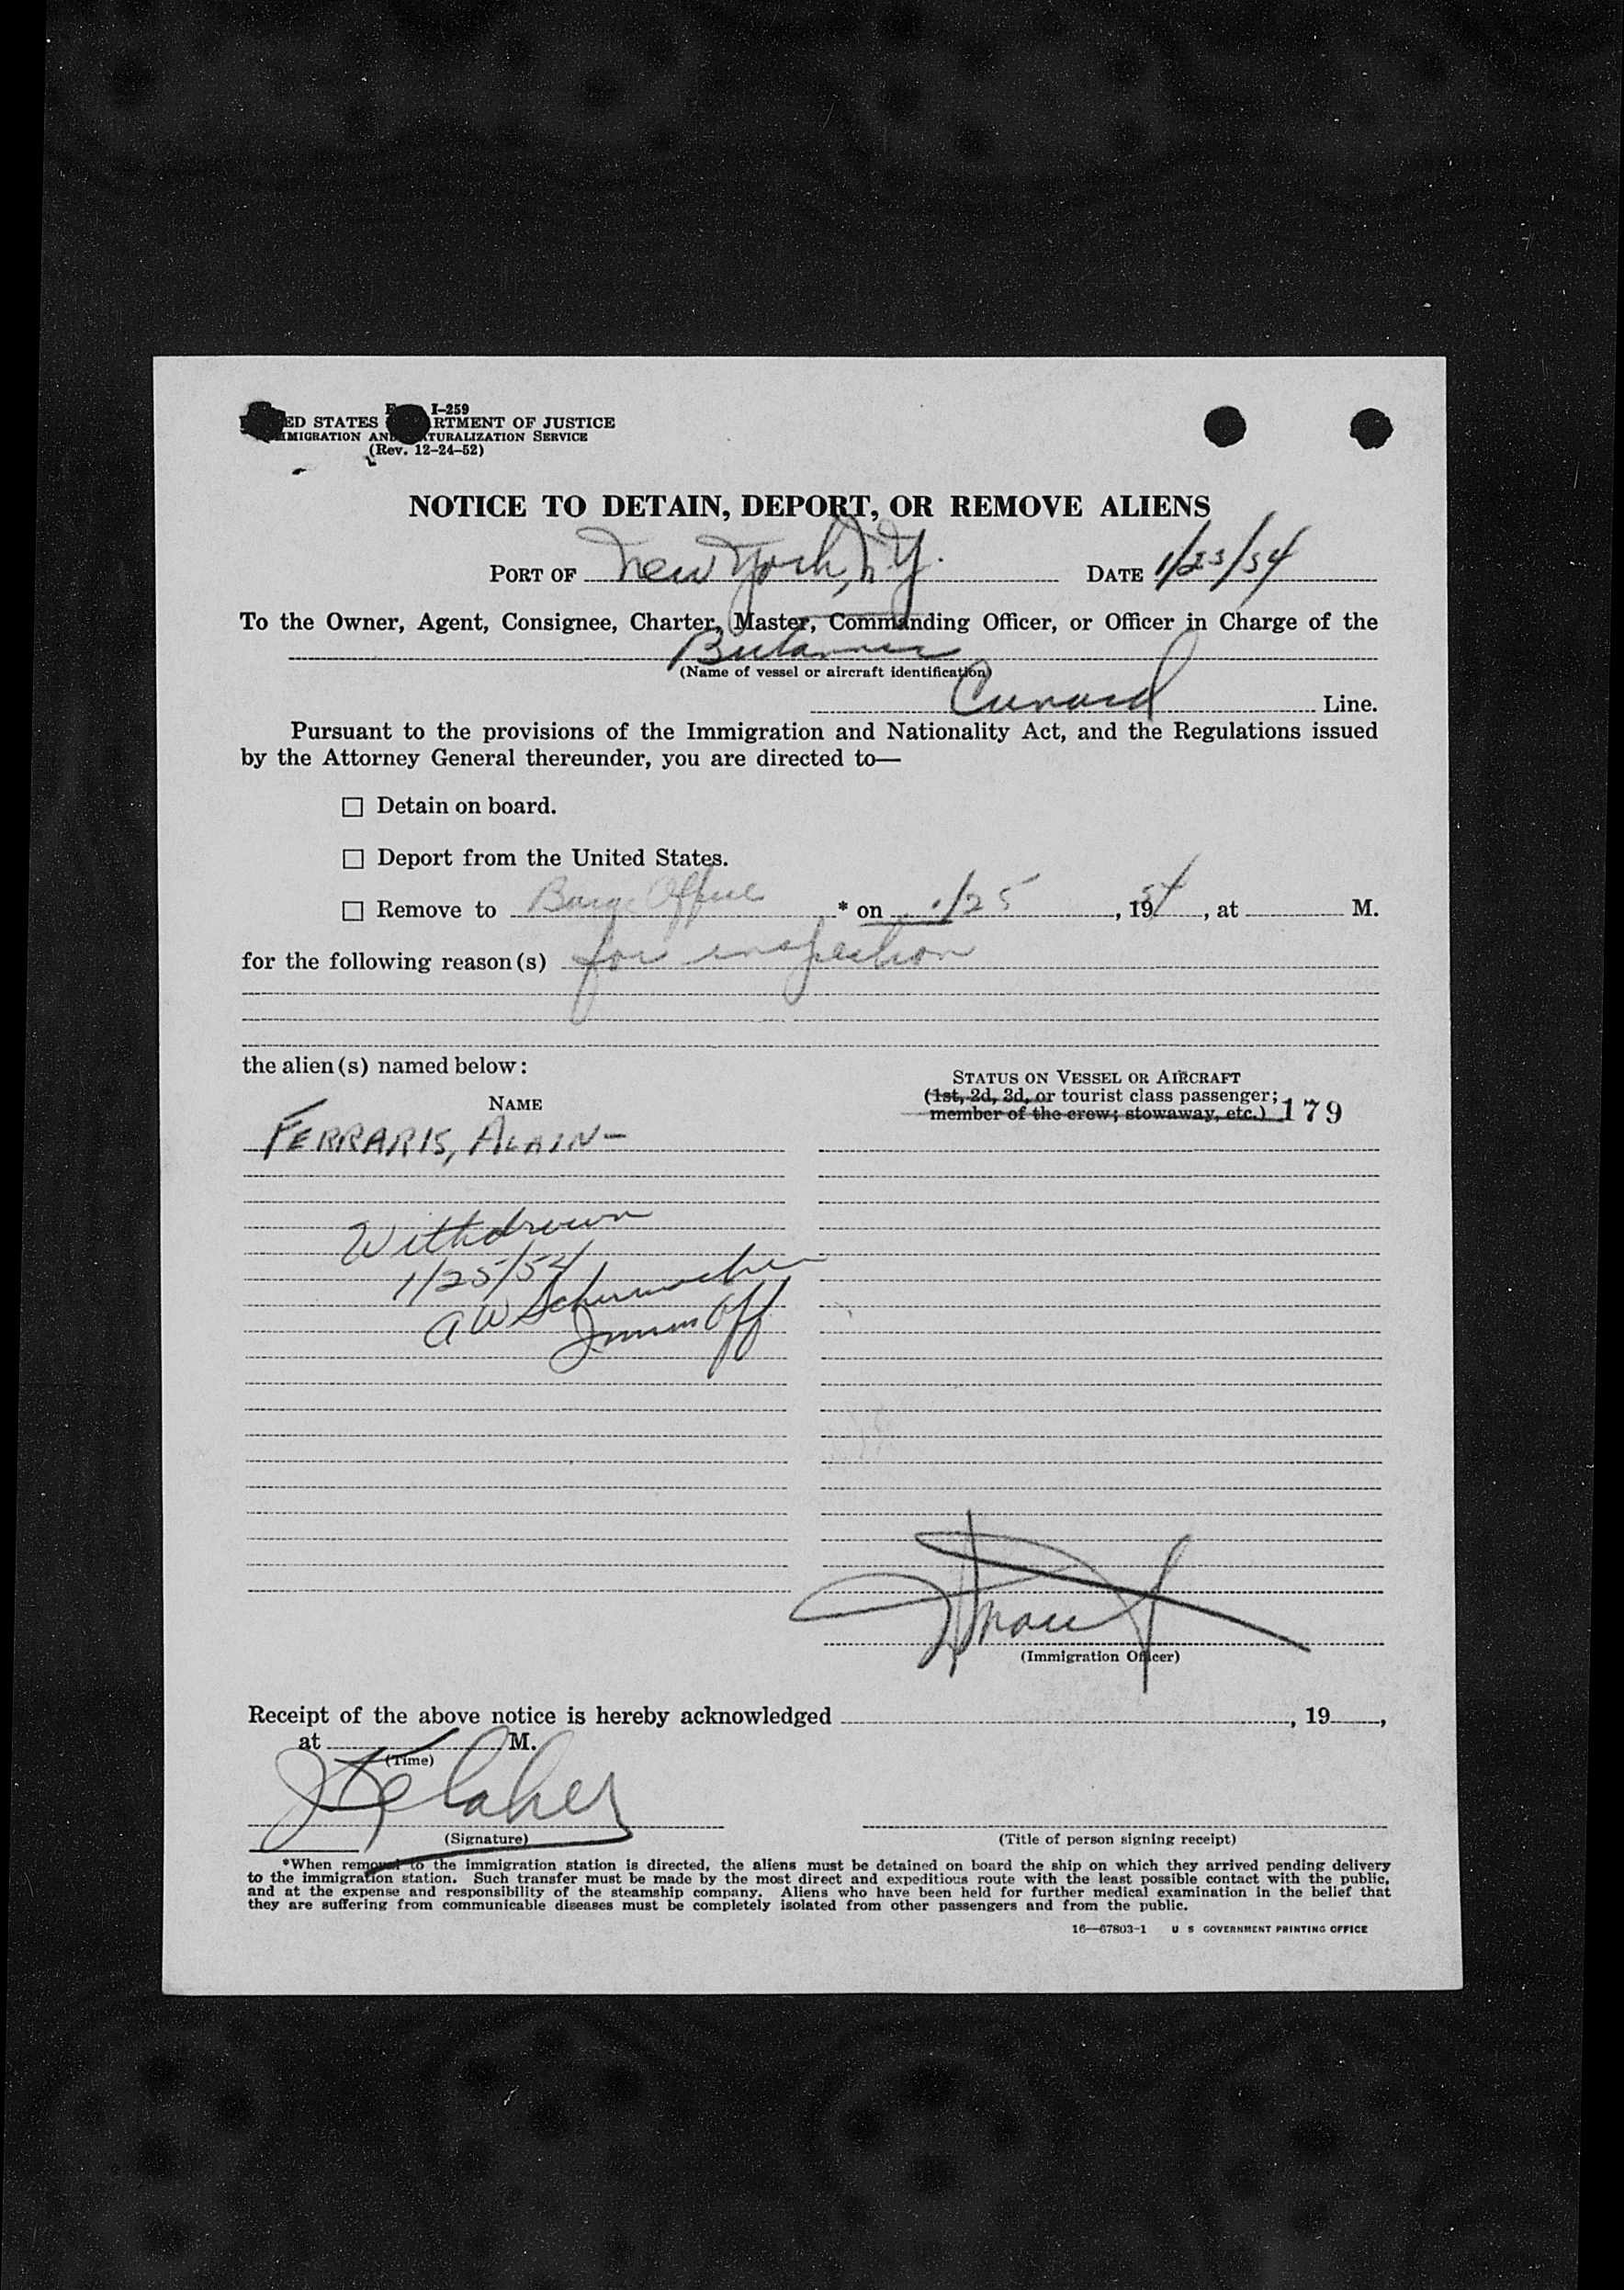 I-259
ED STATES RTMENT OF JUSTICE
MMIGRATION AND TURALIZATION SERVICE
(Rev. 12-24-52)
NOTICE TO DETAIN, DEPORT, OR REMOVE ALIENS
PORT OF New York, N.Y. DATE 1/23/54
To the Owner, Agent, Consignee, Charter, Master, Commanding Officer, or Officer in Charge of the
Britannic
(Name of vessel or aircraft identification)
Cunard Line.
Pursuant to the provisions of the Immigration and Nationality Act, and the Regulations issued
by the Attorney General thereunder, you are directed to—
☐ Detain on board.
☐ Deport from the United States.
☐ Remove to Barge Office * on 1/25, 1954, at M.
for the following reason(s) for inspection
the alien(s) named below:
STATUS ON VESSEL OR AIRCRAFT
(1st, 2d, 3d, or tourist class passenger;
member of the crew; stowaway, etc.) 179
NAME
FERRARIS, ALAIN-
Withdrawn
1/25/54
A W Schumacher
Immis Off
(Immigration Officer)
Receipt of the above notice is hereby acknowledged , 19 ,
at M.
(Time)
(Signature)
(Title of person signing receipt)
*When removal to the immigration station is directed, the aliens must be detained on board the ship on which they arrived pending delivery
to the immigration station. Such transfer must be made by the most direct and expeditious route with the least possible contact with the public,
and at the expense and responsibility of the steamship company. Aliens who have been held for further medical examination in the belief that
they are suffering from communicable diseases must be completely isolated from other passengers and from the public.
16—67803-1 U S GOVERNMENT PRINTING OFFICE